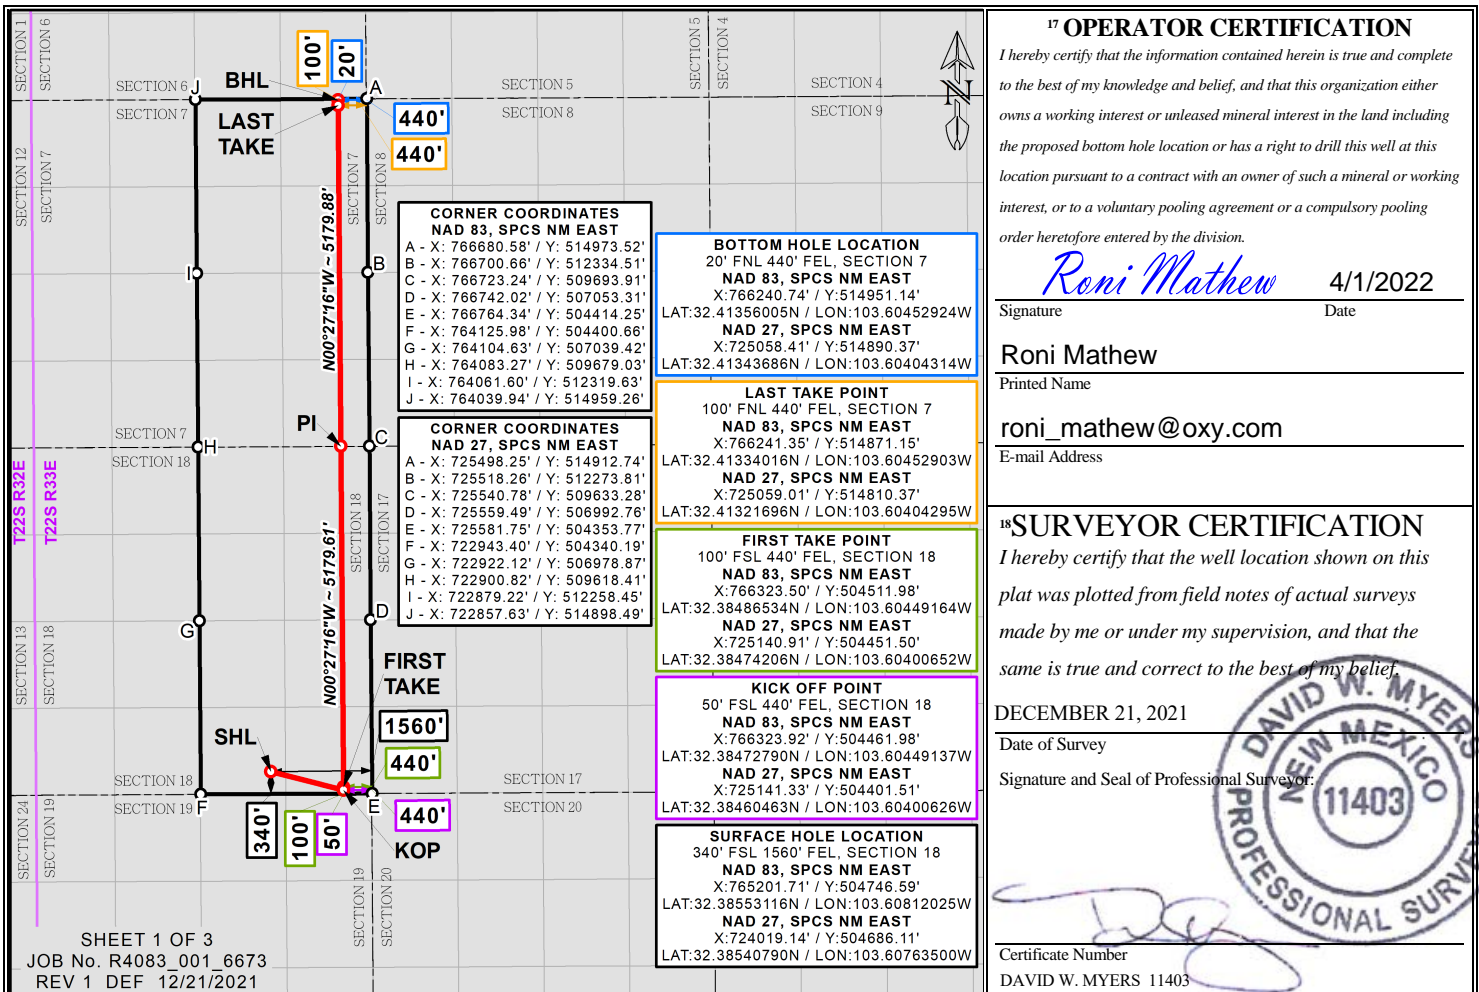 SECTION 1
SECTION 6
SECTION 5
SECTION 4
100'
20'
SECTION 6
J
BHL
A
SECTION 5
SECTION 4
SECTION 7
SECTION 8
SECTION 9
N
LAST
TAKE
440'
440'
SECTION 12
SECTION 7
SECTION 7
SECTION 8
N00°27'16"W ~ 5179.88'
I
B
CORNER COORDINATES
NAD 83, SPCS NM EAST
A - X: 766680.58' / Y: 514973.52'
B - X: 766700.66' / Y: 512334.51'
C - X: 766723.24' / Y: 509693.91'
D - X: 766742.02' / Y: 507053.31'
E - X: 766764.34' / Y: 504414.25'
F - X: 764125.98' / Y: 504400.66'
G - X: 764104.63' / Y: 507039.42'
H - X: 764083.27' / Y: 509679.03'
I - X: 764061.60' / Y: 512319.63'
J - X: 764039.94' / Y: 514959.26'
CORNER COORDINATES
NAD 27, SPCS NM EAST
A - X: 725498.25' / Y: 514912.74'
B - X: 725518.26' / Y: 512273.81'
C - X: 725540.78' / Y: 509633.28'
D - X: 725559.49' / Y: 506992.76'
E - X: 725581.75' / Y: 504353.77'
F - X: 722943.40' / Y: 504340.19'
G - X: 722922.12' / Y: 506978.87'
H - X: 722900.82' / Y: 509618.41'
I - X: 722879.22' / Y: 512258.45'
J - X: 722857.63' / Y: 514898.49'
BOTTOM HOLE LOCATION
20' FNL 440' FEL, SECTION 7
NAD 83, SPCS NM EAST
X:766240.74' / Y:514951.14'
LAT:32.41356005N / LON:103.60452924W
NAD 27, SPCS NM EAST
X:725058.41' / Y:514890.37'
LAT:32.41343686N / LON:103.60404314W
LAST TAKE POINT
100' FNL 440' FEL, SECTION 7
NAD 83, SPCS NM EAST
X:766241.35' / Y:514871.15'
LAT:32.41334016N / LON:103.60452903W
NAD 27, SPCS NM EAST
X:725059.01' / Y:514810.37'
LAT:32.41321696N / LON:103.60404295W
FIRST TAKE POINT
100' FSL 440' FEL, SECTION 18
NAD 83, SPCS NM EAST
X:766323.50' / Y:504511.98'
LAT:32.38486534N / LON:103.60449164W
NAD 27, SPCS NM EAST
X:725140.91' / Y:504451.50'
LAT:32.38474206N / LON:103.60400652W
KICK OFF POINT
50' FSL 440' FEL, SECTION 18
NAD 83, SPCS NM EAST
X:766323.92' / Y:504461.98'
LAT:32.38472790N / LON:103.60449137W
NAD 27, SPCS NM EAST
X:725141.33' / Y:504401.51'
LAT:32.38460463N / LON:103.60400626W
SURFACE HOLE LOCATION
340' FSL 1560' FEL, SECTION 18
NAD 83, SPCS NM EAST
X:765201.71' / Y:504746.59'
LAT:32.38553116N / LON:103.60812025W
NAD 27, SPCS NM EAST
X:724019.14' / Y:504686.11'
LAT:32.38540790N / LON:103.60763500W
PI
SECTION 7
H
C
SECTION 18
T22S R32E
T22S R33E
SECTION 18
SECTION 17
N00°27'16"W ~ 5179.61'
G
D
SECTION 13
SECTION 18
FIRST
TAKE
1560'
SHL
440'
SECTION 18
SECTION 17
SECTION 19
F
E
SECTION 20
SECTION 24
SECTION 19
340'
100'
50'
440'
KOP
SECTION 19
SECTION 20
SHEET 1 OF 3
JOB No. R4083_001_6673
REV 1 DEF 12/21/2021
17 OPERATOR CERTIFICATION
I hereby certify that the information contained herein is true and complete
to the best of my knowledge and belief, and that this organization either
owns a working interest or unleased mineral interest in the land including
the proposed bottom hole location or has a right to drill this well at this
location pursuant to a contract with an owner of such a mineral or working
interest, or to a voluntary pooling agreement or a compulsory pooling
order heretofore entered by the division.
Roni Mathew 4/1/2022
Signature Date
Roni Mathew
Printed Name
roni_mathew@oxy.com
E-mail Address
18SURVEYOR CERTIFICATION
I hereby certify that the well location shown on this
plat was plotted from field notes of actual surveys
made by me or under my supervision, and that the
same is true and correct to the best of my belief.
DECEMBER 21, 2021
Date of Survey
Signature and Seal of Professional Surveyor:
DAVID W. MYERS
NEW MEXICO
11403
PROFESSIONAL
Certificate Number
DAVID W. MYERS 11403